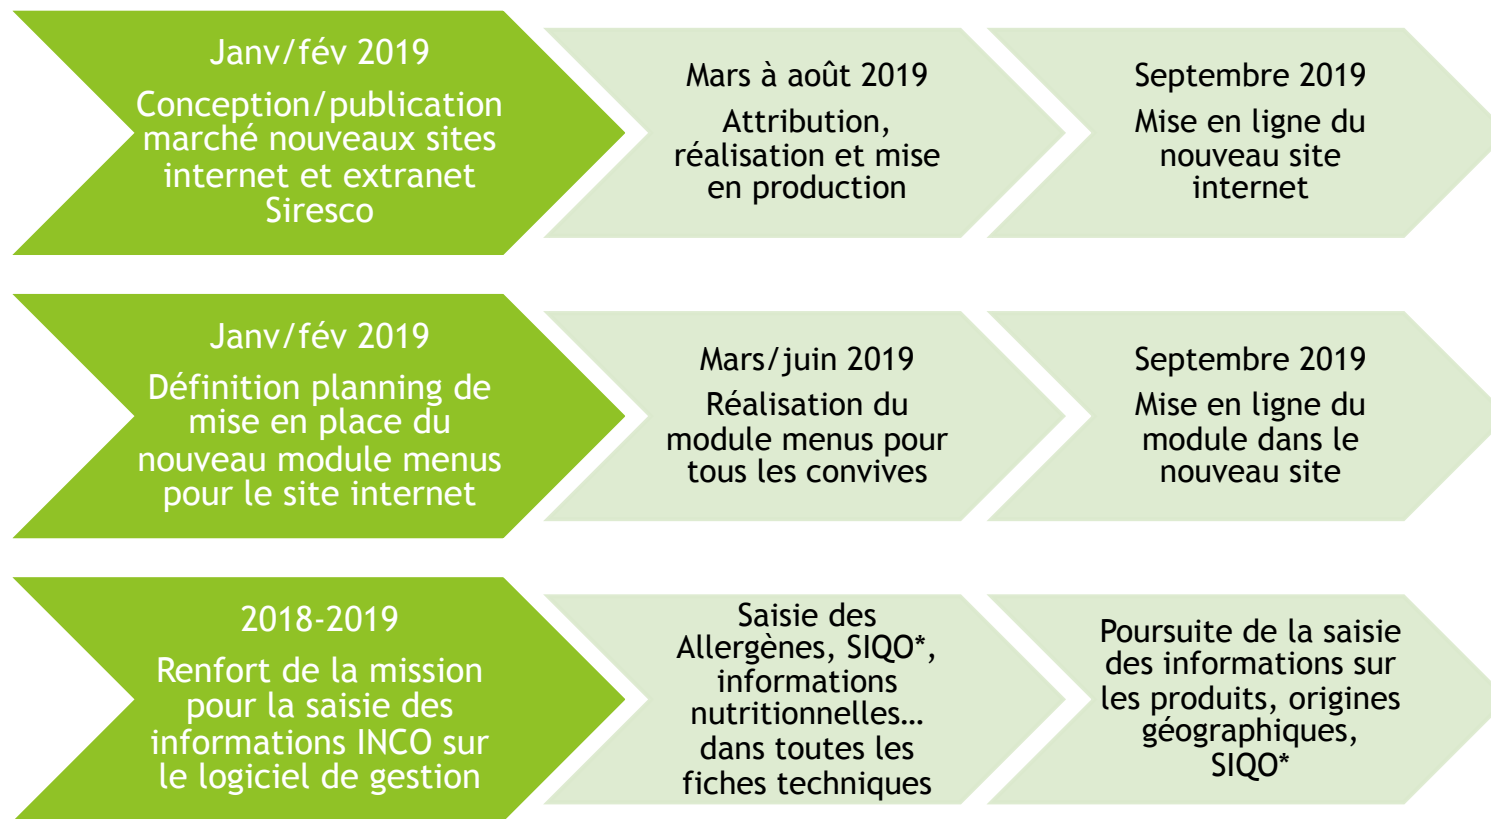 Janv/fév 2019
Conception/publication
marché nouveaux sites
internet et extranet
Siresco
Mars à août 2019
Attribution,
réalisation et mise
en production
Septembre 2019
Mise en ligne du
nouveau site
internet
Janv/fév 2019
Définition planning de
mise en place du
nouveau module menus
pour le site internet
Mars/juin 2019
Réalisation du
module menus pour
tous les convives
Septembre 2019
Mise en ligne du
module dans le
nouveau site
2018-2019
Renfort de la mission
pour la saisie des
informations INCO sur
le logiciel de gestion
Saisie des
Allergènes, SIQO*,
informations
nutritionnelles…
dans toutes les
fiches techniques
Poursuite de la saisie
des informations sur
les produits, origines
géographiques,
SIQO*